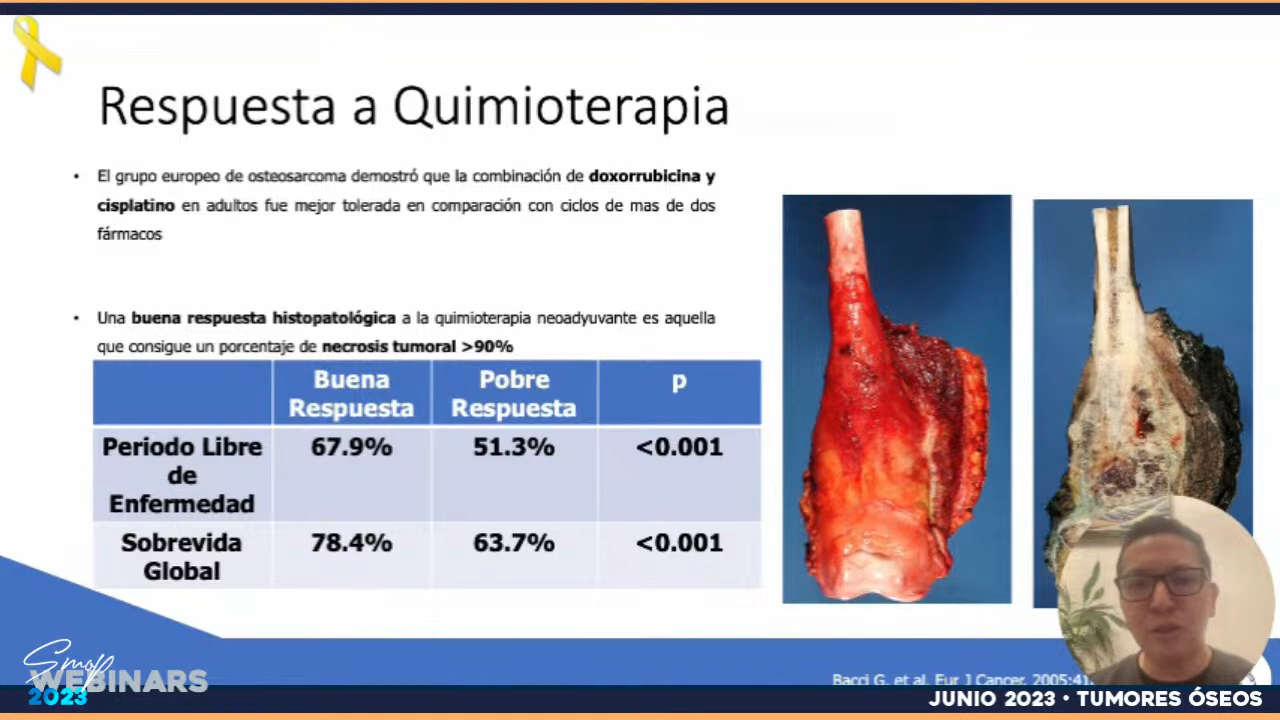 Respuesta a Quimioterapia
• El grupo europeo de osteosarcoma demostró que la combinación de doxorrubicina y
cisplatino en adultos fue mejor tolerada en comparación con ciclos de mas de dos
fármacos
• Una buena respuesta histopatológica a la quimioterapia neoadyuvante es aquella
que consigue un porcentaje de necrosis tumoral >90%
Buena Respuesta Pobre Respuesta p
Periodo Libre de Enfermedad 67.9% 51.3% <0.001
Sobrevida Global 78.4% 63.7% <0.001
Bacci G, et al. Eur J Cancer. 2005;41
Smop
WEBINARS
2023
JUNIO 2023 • TUMORES ÓSEOS